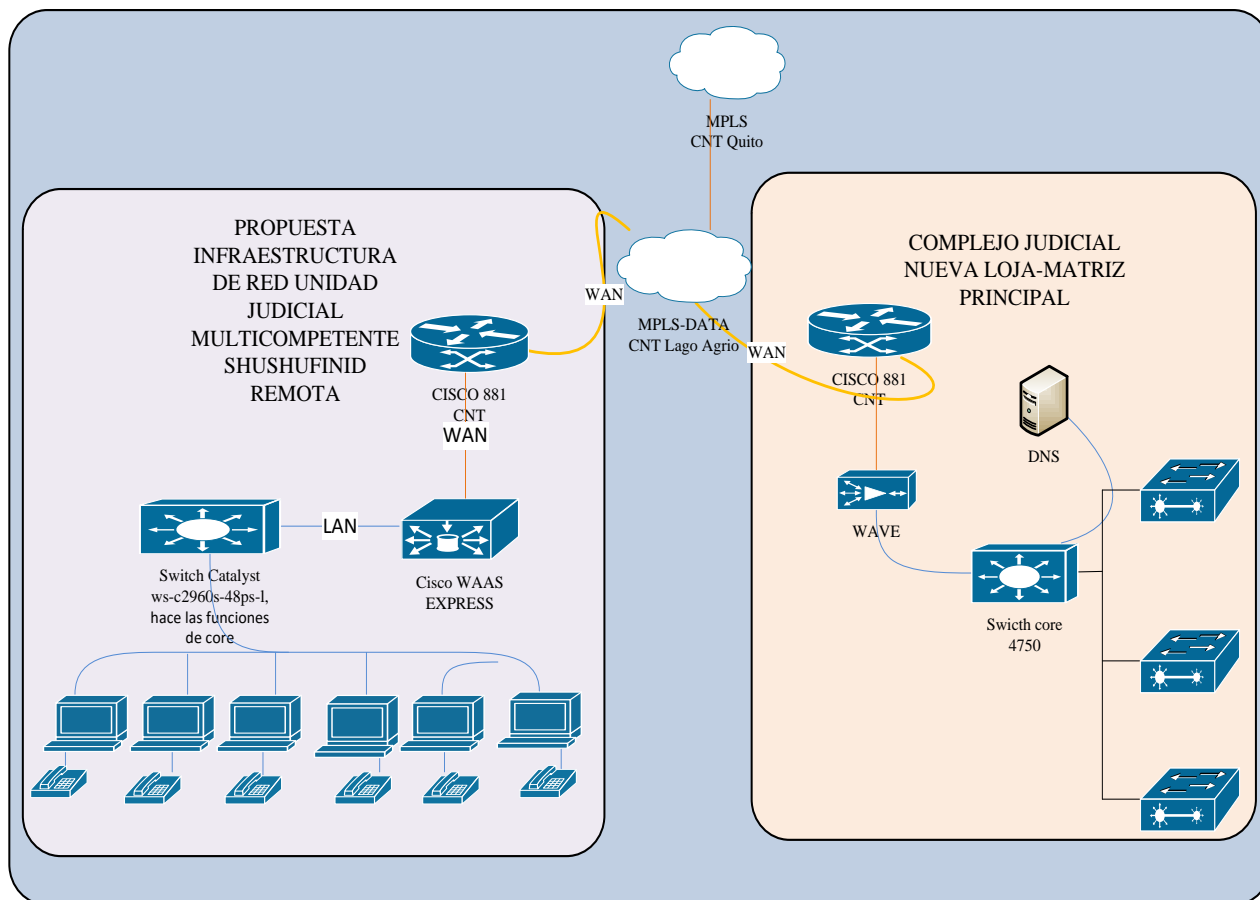 MPLS
CNT Quito
PROPUESTA
INFRAESTRUCTURA
DE RED UNIDAD
JUDICIAL
MULTICOMPETENTE
SHUSHUFINID
REMOTA
WAN
MPLS-DATA
CNT Lago Agrio
WAN
COMPLEJO JUDICIAL
NUEVA LOJA-MATRIZ
PRINCIPAL
CISCO 881
CNT
WAN
CISCO 881
CNT
DNS
WAVE
LAN
Switch Catalyst
ws-c2960s-48ps-l,
hace las funciones
de core
Cisco WAAS
EXPRESS
Swicth core
4750